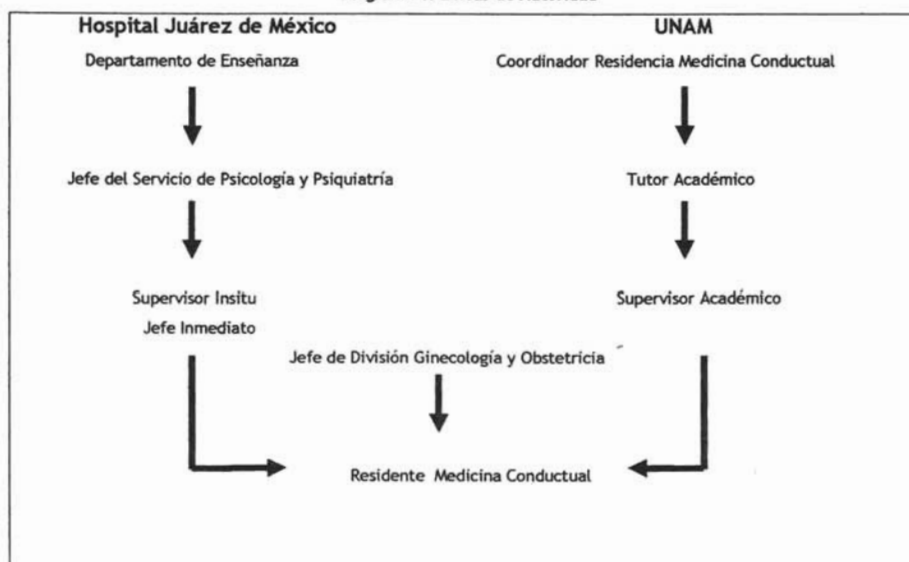 Hospital Juárez de México
UNAM
Departamento de Enseñanza
Coordinador Residencia Medicina Conductual
Jefe del Servicio de Psicología y Psiquiatría
Tutor Académico
Supervisor Insitu
Jefe Inmediato
Supervisor Académico
Jefe de División Ginecología y Obstetricia
Residente Medicina Conductual